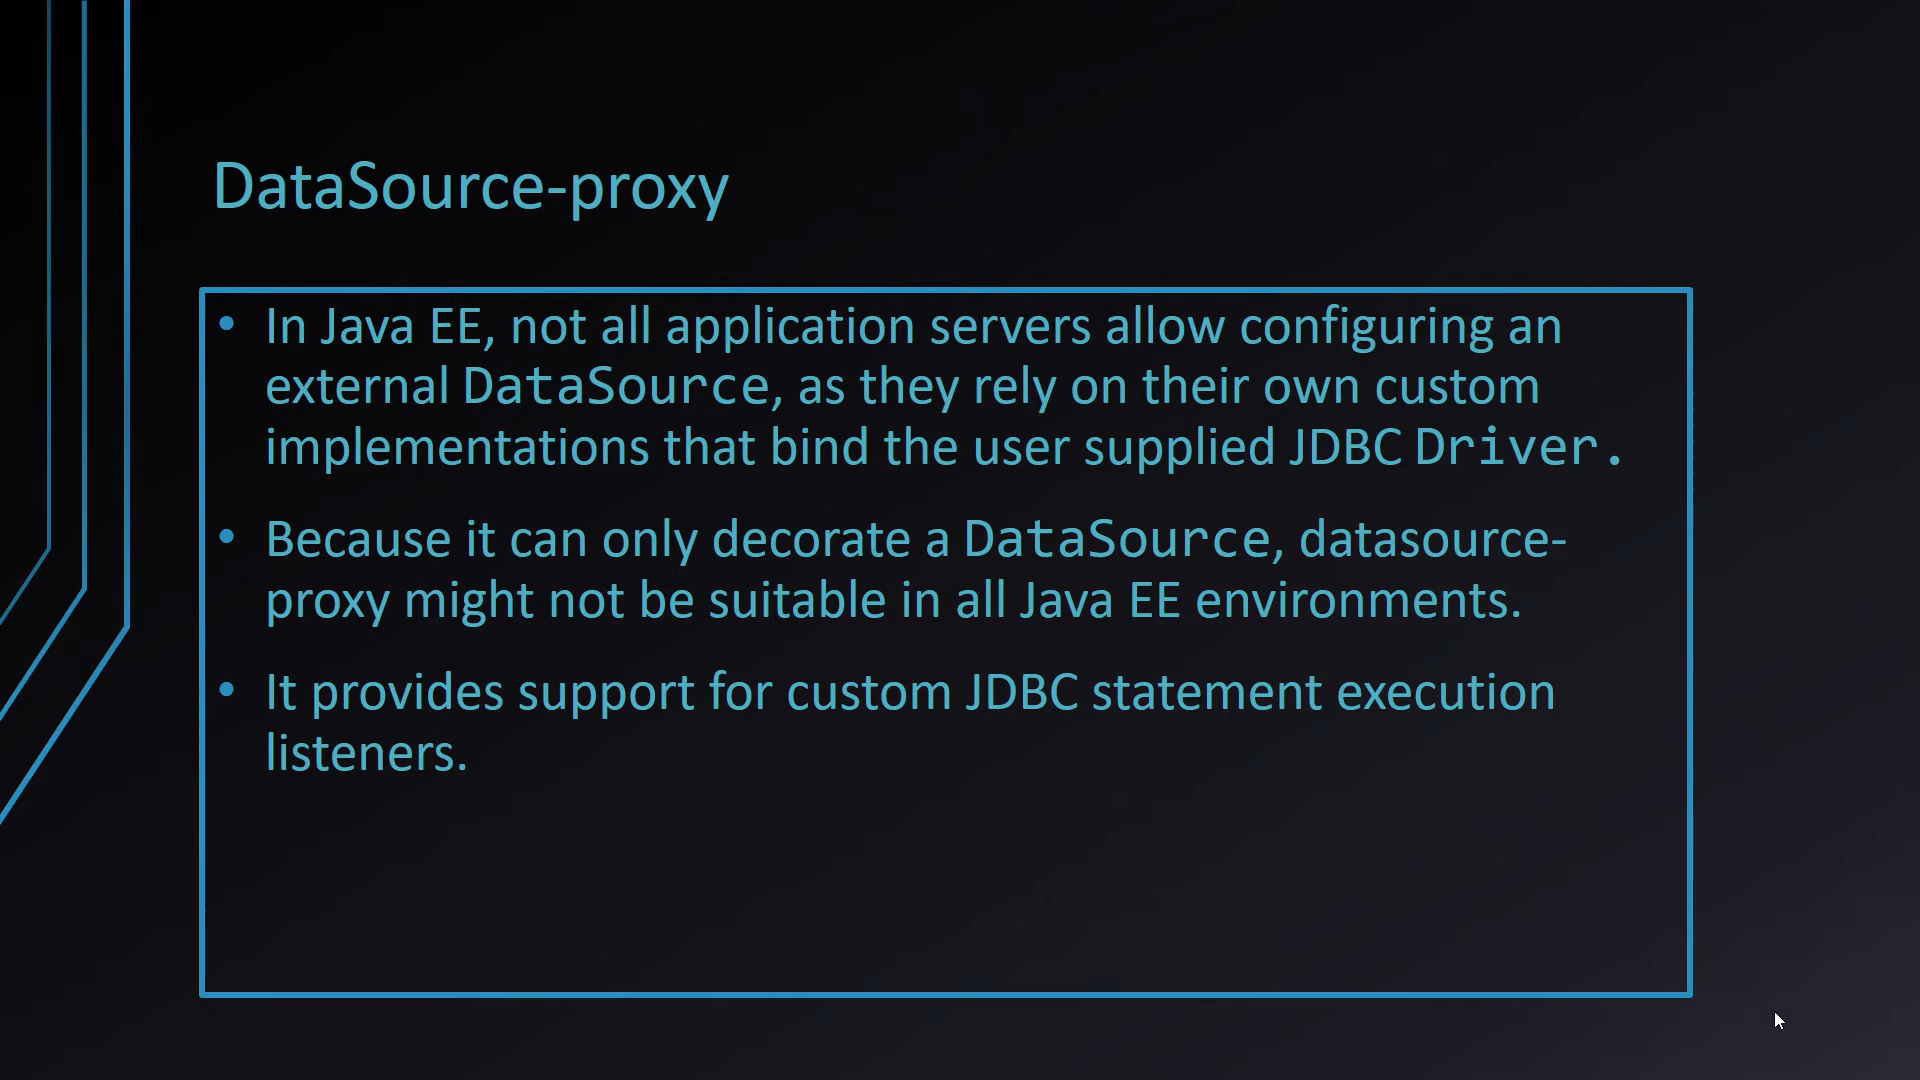 DataSource-proxy
• In Java EE, not all application servers allow configuring an
external DataSource, as they rely on their own custom
implementations that bind the user supplied JDBC Driver.
• Because it can only decorate a DataSource, datasource-
proxy might not be suitable in all Java EE environments.
• It provides support for custom JDBC statement execution
listeners.